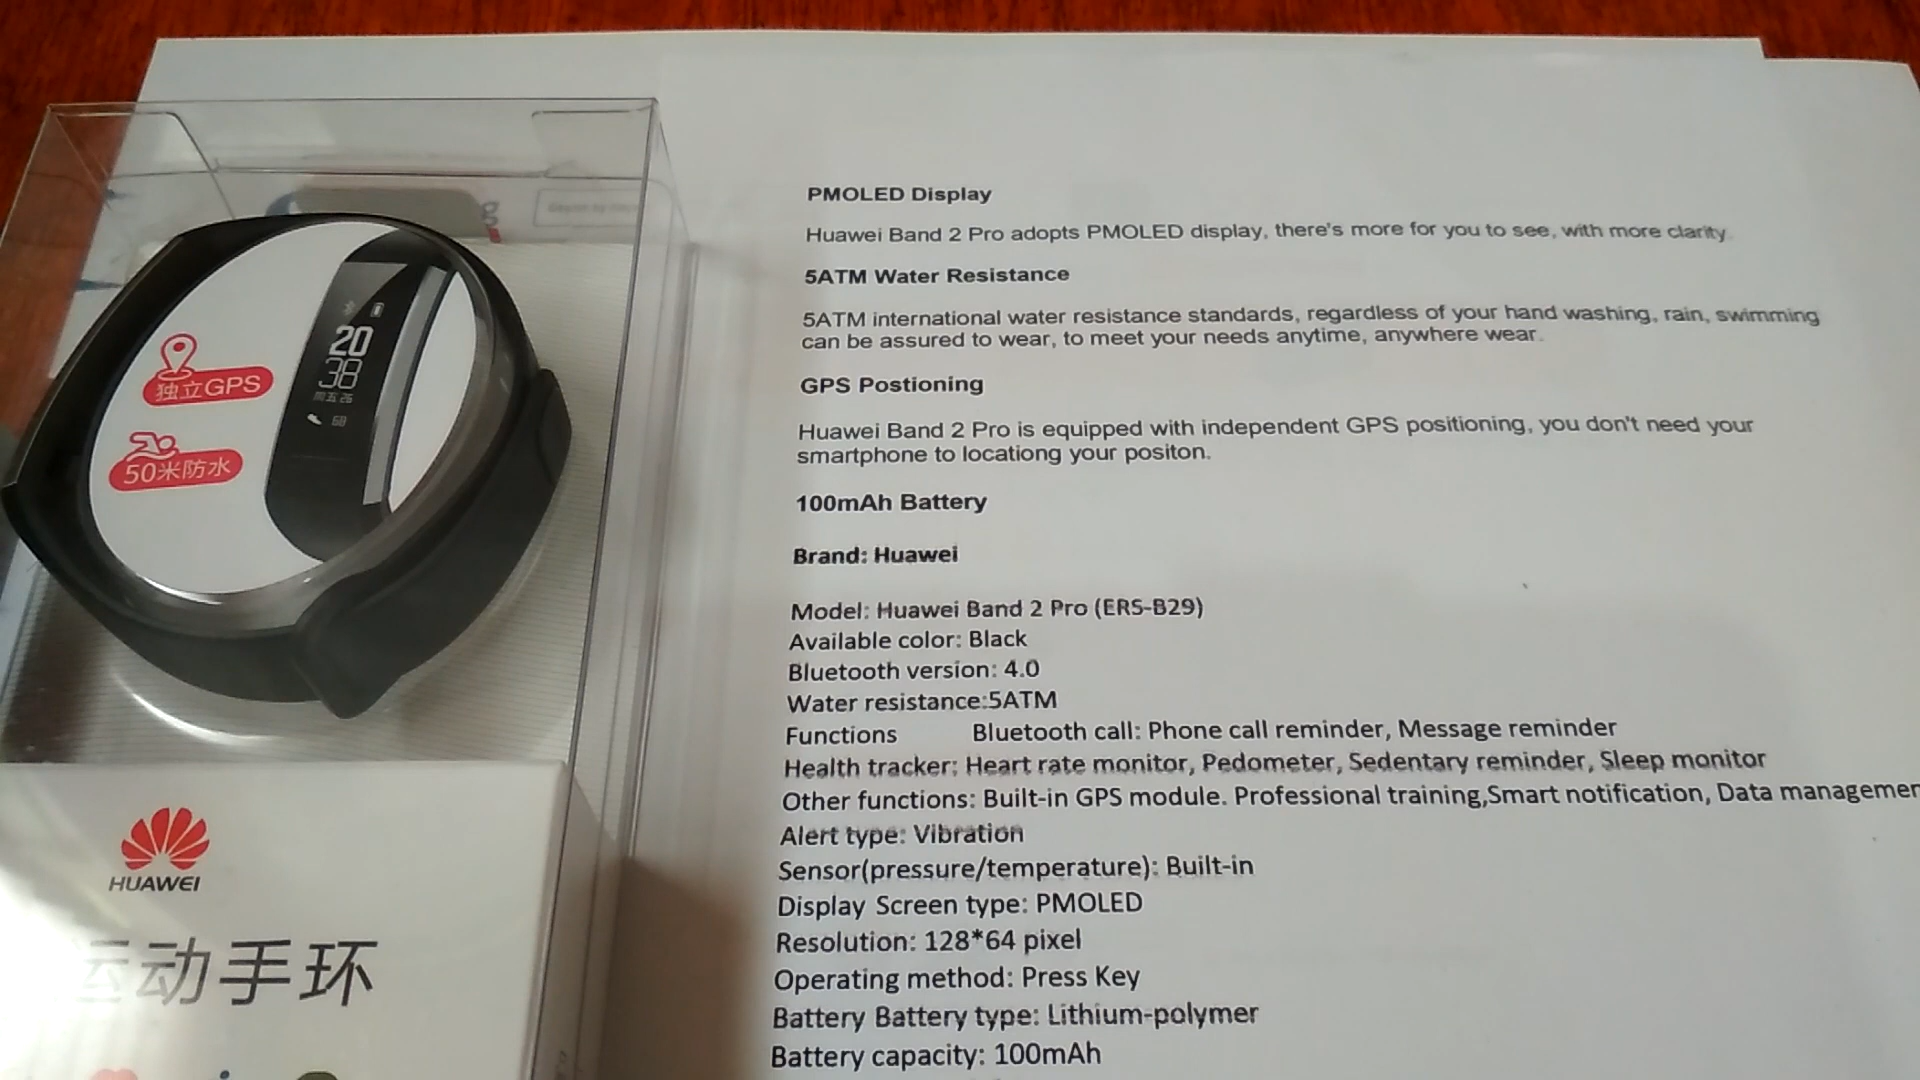 独立GPS
50米防水
20
38
周五 26
HUAWEI
运动手环
PMOLED Display
Huawei Band 2 Pro adopts PMOLED display, there's more for you to see, with more clarity.
5ATM Water Resistance
5ATM international water resistance standards, regardless of your hand washing, rain, swimming
can be assured to wear, to meet your needs anytime, anywhere wear.
GPS Postioning
Huawei Band 2 Pro is equipped with independent GPS positioning, you don't need your
smartphone to locationg your positon.
100mAh Battery
Brand: Huawei
Model: Huawei Band 2 Pro (ERS-B29)
Available color: Black
Bluetooth version: 4.0
Water resistance:5ATM
Functions Bluetooth call: Phone call reminder, Message reminder
Health tracker: Heart rate monitor, Pedometer, Sedentary reminder, Sleep monitor
Other functions: Built-in GPS module. Professional training,Smart notification, Data managemen
Alert type: Vibration
Sensor(pressure/temperature): Built-in
Display Screen type: PMOLED
Resolution: 128*64 pixel
Operating method: Press Key
Battery Battery type: Lithium-polymer
Battery capacity: 100mAh